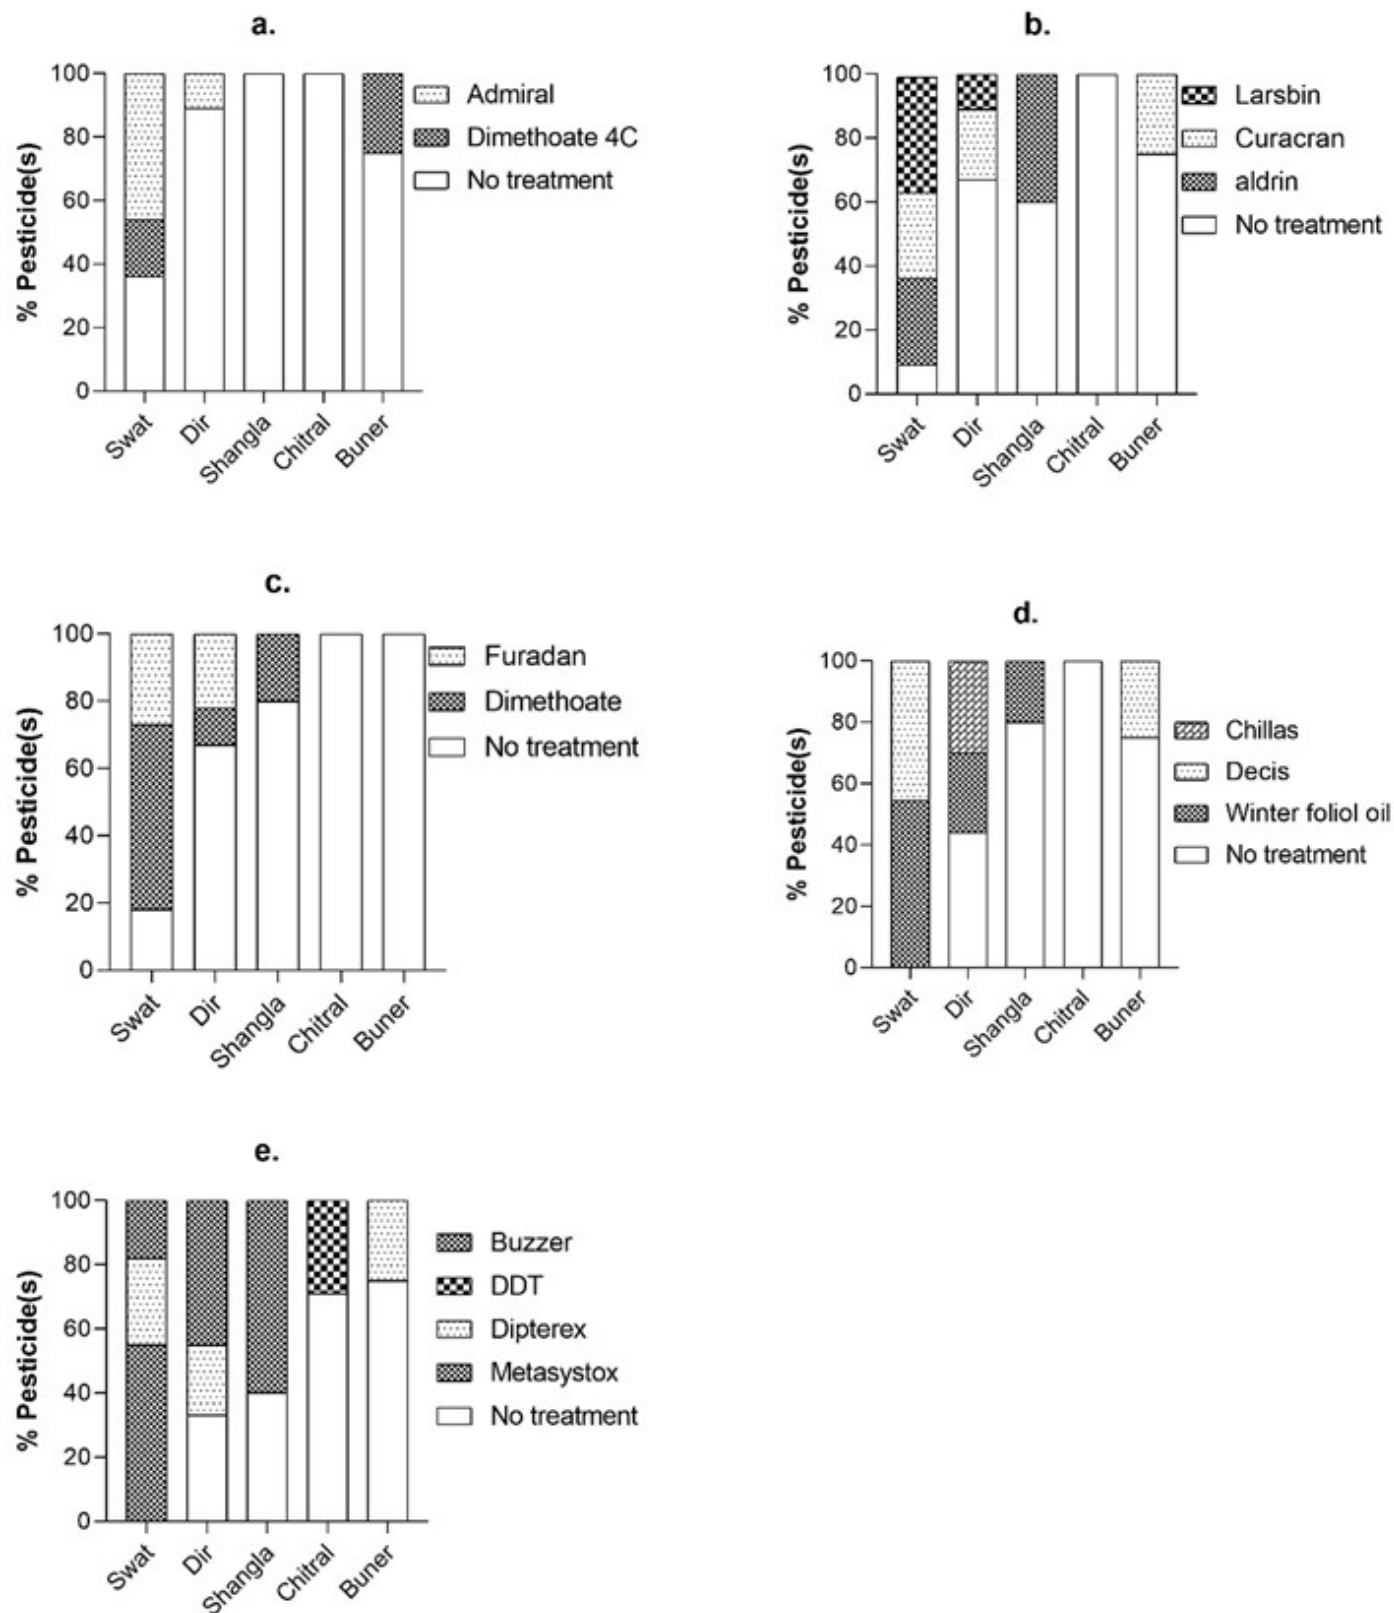 a.
% Pesticide(s)
100
80
60
40
20
0
Swat
Dir
Shangla
Chitral
Buner
Admiral
Dimethoate 4C
No treatment
b.
% Pesticide(s)
100
80
60
40
20
0
Swat
Dir
Shangla
Chitral
Buner
Larsbin
Curacran
aldrin
No treatment
c.
% Pesticide(s)
100
80
60
40
20
0
Swat
Dir
Shangla
Chitral
Buner
Furadan
Dimethoate
No treatment
d.
% Pesticide(s)
100
80
60
40
20
0
Swat
Dir
Shangla
Chitral
Buner
Chillas
Decis
Winter foliol oil
No treatment
e.
% Pesticide(s)
100
80
60
40
20
0
Swat
Dir
Shangla
Chitral
Buner
Buzzer
DDT
Dipterex
Metasystox
No treatment